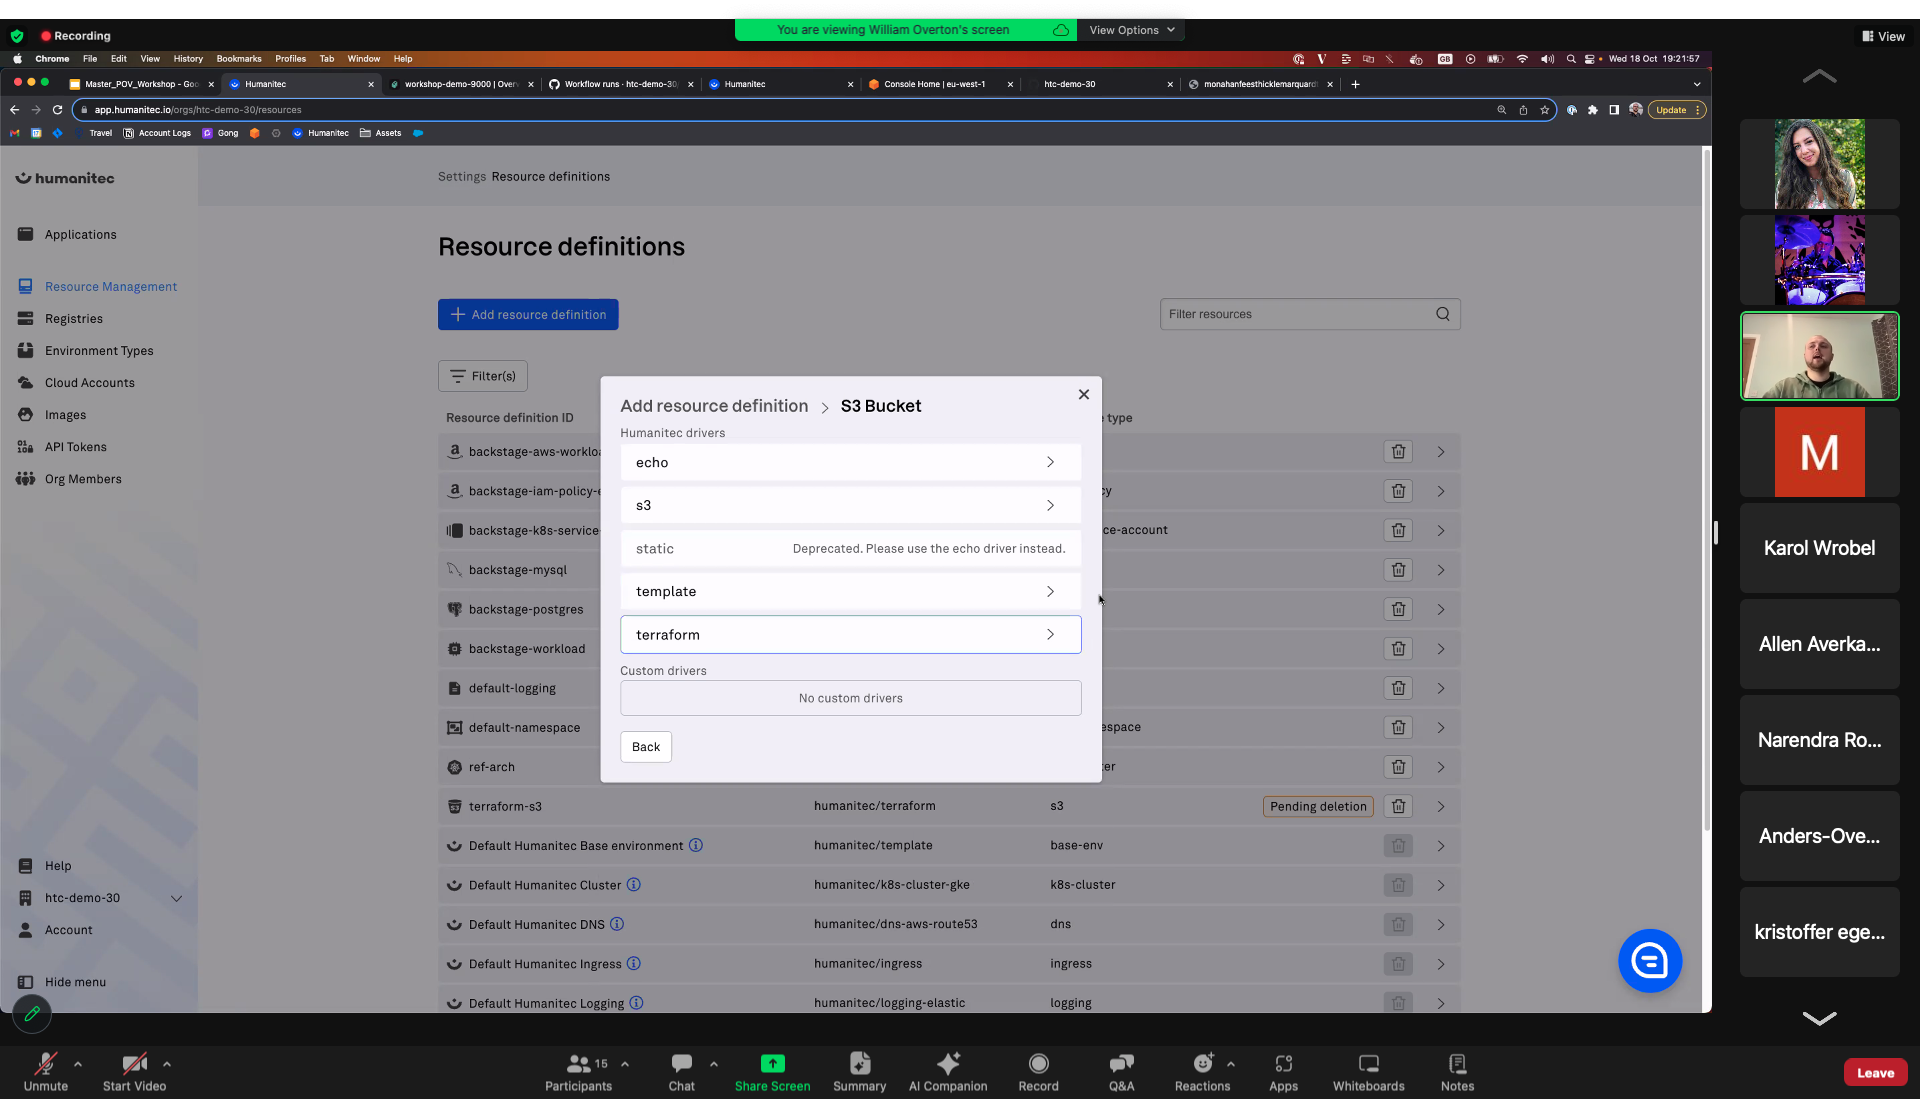 You are viewing William Overton's screen
View Options
Recording
View
Chrome File Edit View History Bookmarks Profiles Tab Window Help
Wed 18 Oct 19:21:57
Master_POV_Workshop - Goo
Humanitec
workshop-demo-9000 | Over
Workflow runs · htc-demo-30
Humanitec
Console Home | eu-west-1
htc-demo-30
monahanfeesthicklemarquard
app.humanitec.io/orgs/htc-demo-30/resources
Update
Travel Account Logs Gong Humanitec Assets
humanitec
Settings Resource definitions
Applications
Resource Management
Registries
Environment Types
Cloud Accounts
Images
API Tokens
Org Members
Help
htc-demo-30
Account
Hide menu
Resource definitions
Add resource definition
Filter resources
Filter(s)
Resource definition ID
e type
backstage-aws-workloa
backstage-iam-policy-e
cy
backstage-k8s-service-
ce-account
backstage-mysql
backstage-postgres
backstage-workload
default-logging
default-namespace
espace
ref-arch
ter
terraform-s3 humanitec/terraform s3 Pending deletion
Default Humanitec Base environment humanitec/template base-env
Default Humanitec Cluster humanitec/k8s-cluster-gke k8s-cluster
Default Humanitec DNS humanitec/dns-aws-route53 dns
Default Humanitec Ingress humanitec/ingress ingress
Default Humanitec Logging humanitec/logging-elastic logging
Add resource definition > S3 Bucket
Humanitec drivers
echo
s3
static Deprecated. Please use the echo driver instead.
template
terraform
Custom drivers
No custom drivers
Back
M
Karol Wrobel
Allen Averka...
Narendra Ro...
Anders-Ove...
kristoffer ege...
Unmute
Start Video
15
Participants
Chat
Share Screen
Summary
AI Companion
Record
Q&A
Reactions
Apps
Whiteboards
Notes
Leave